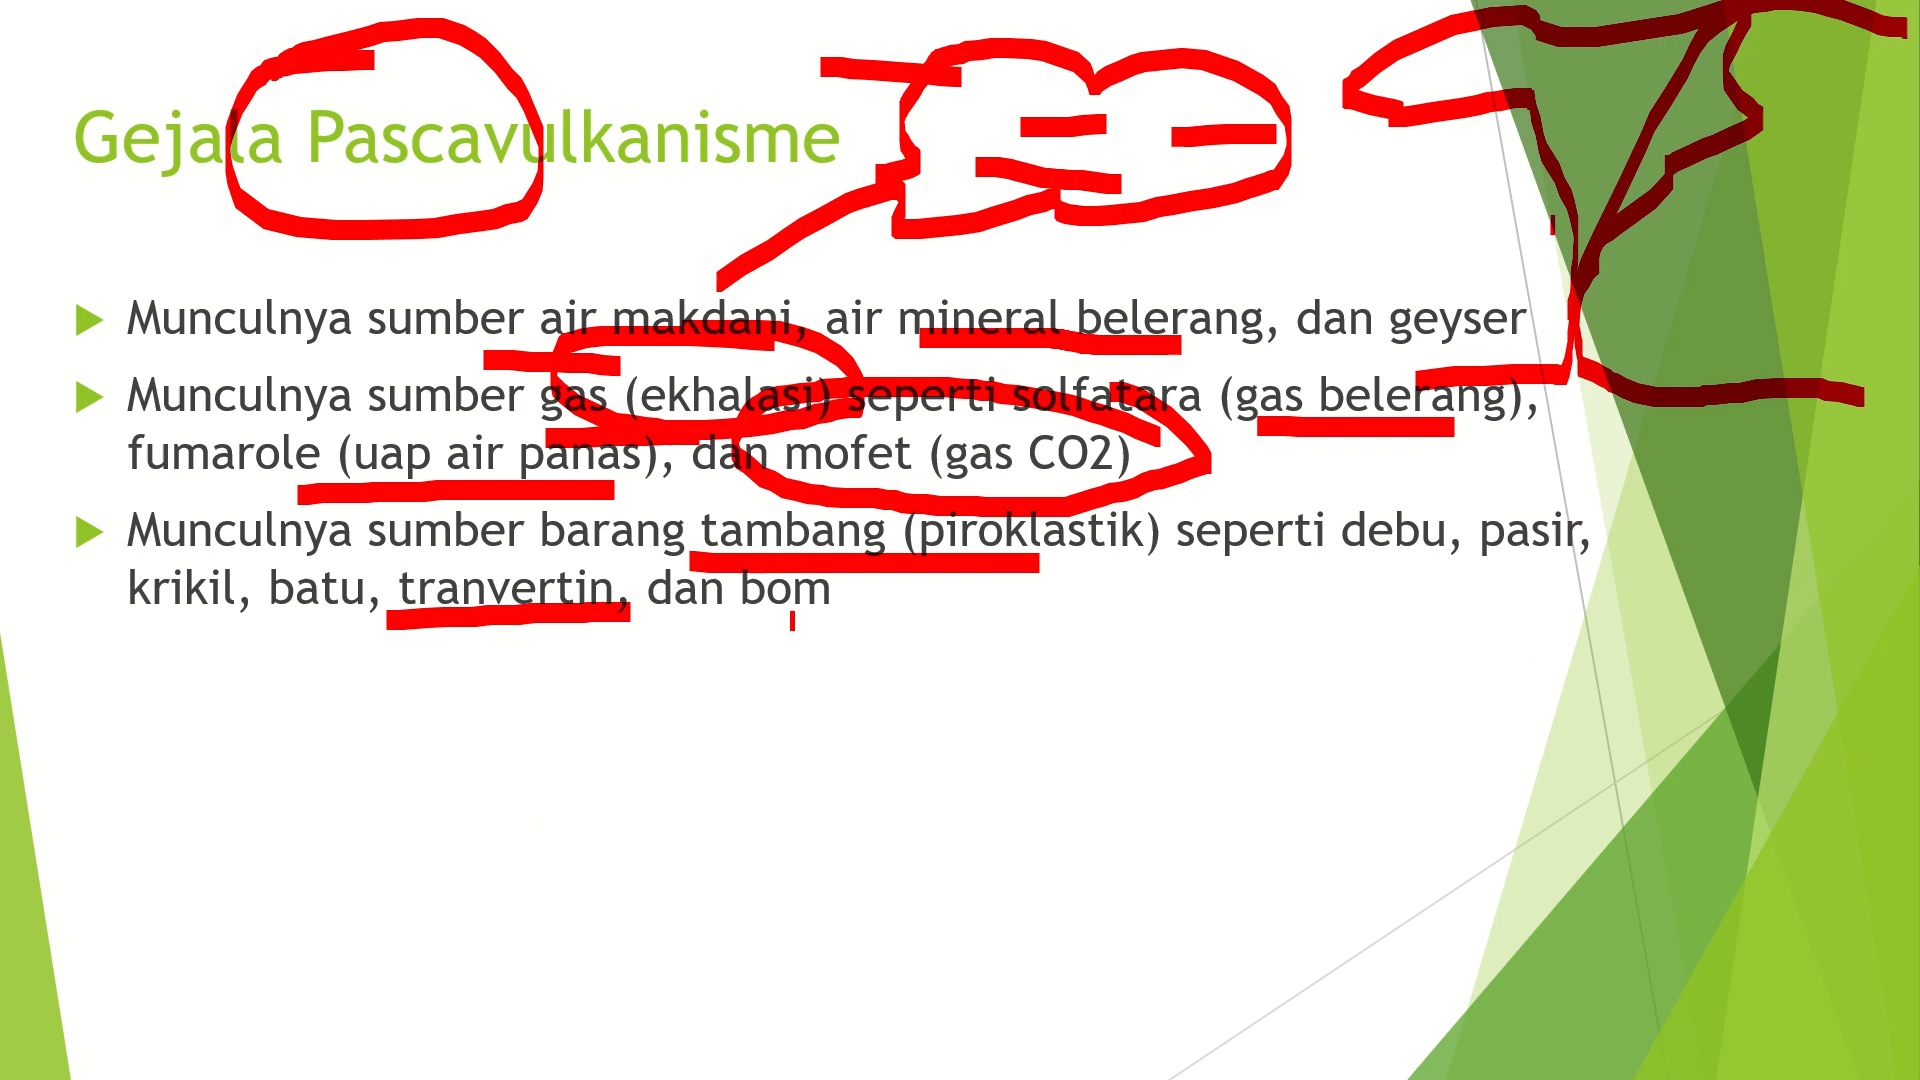 Gejala Pascavulkanisme
Munculnya sumber air makdani, air mineral belerang, dan geyser
Munculnya sumber gas (ekhalasi) seperti solfatara (gas belerang),
fumarole (uap air panas), dan mofet (gas CO2)
Munculnya sumber barang tambang (piroklastik) seperti debu, pasir,
krikil, batu, tranvertin, dan bom